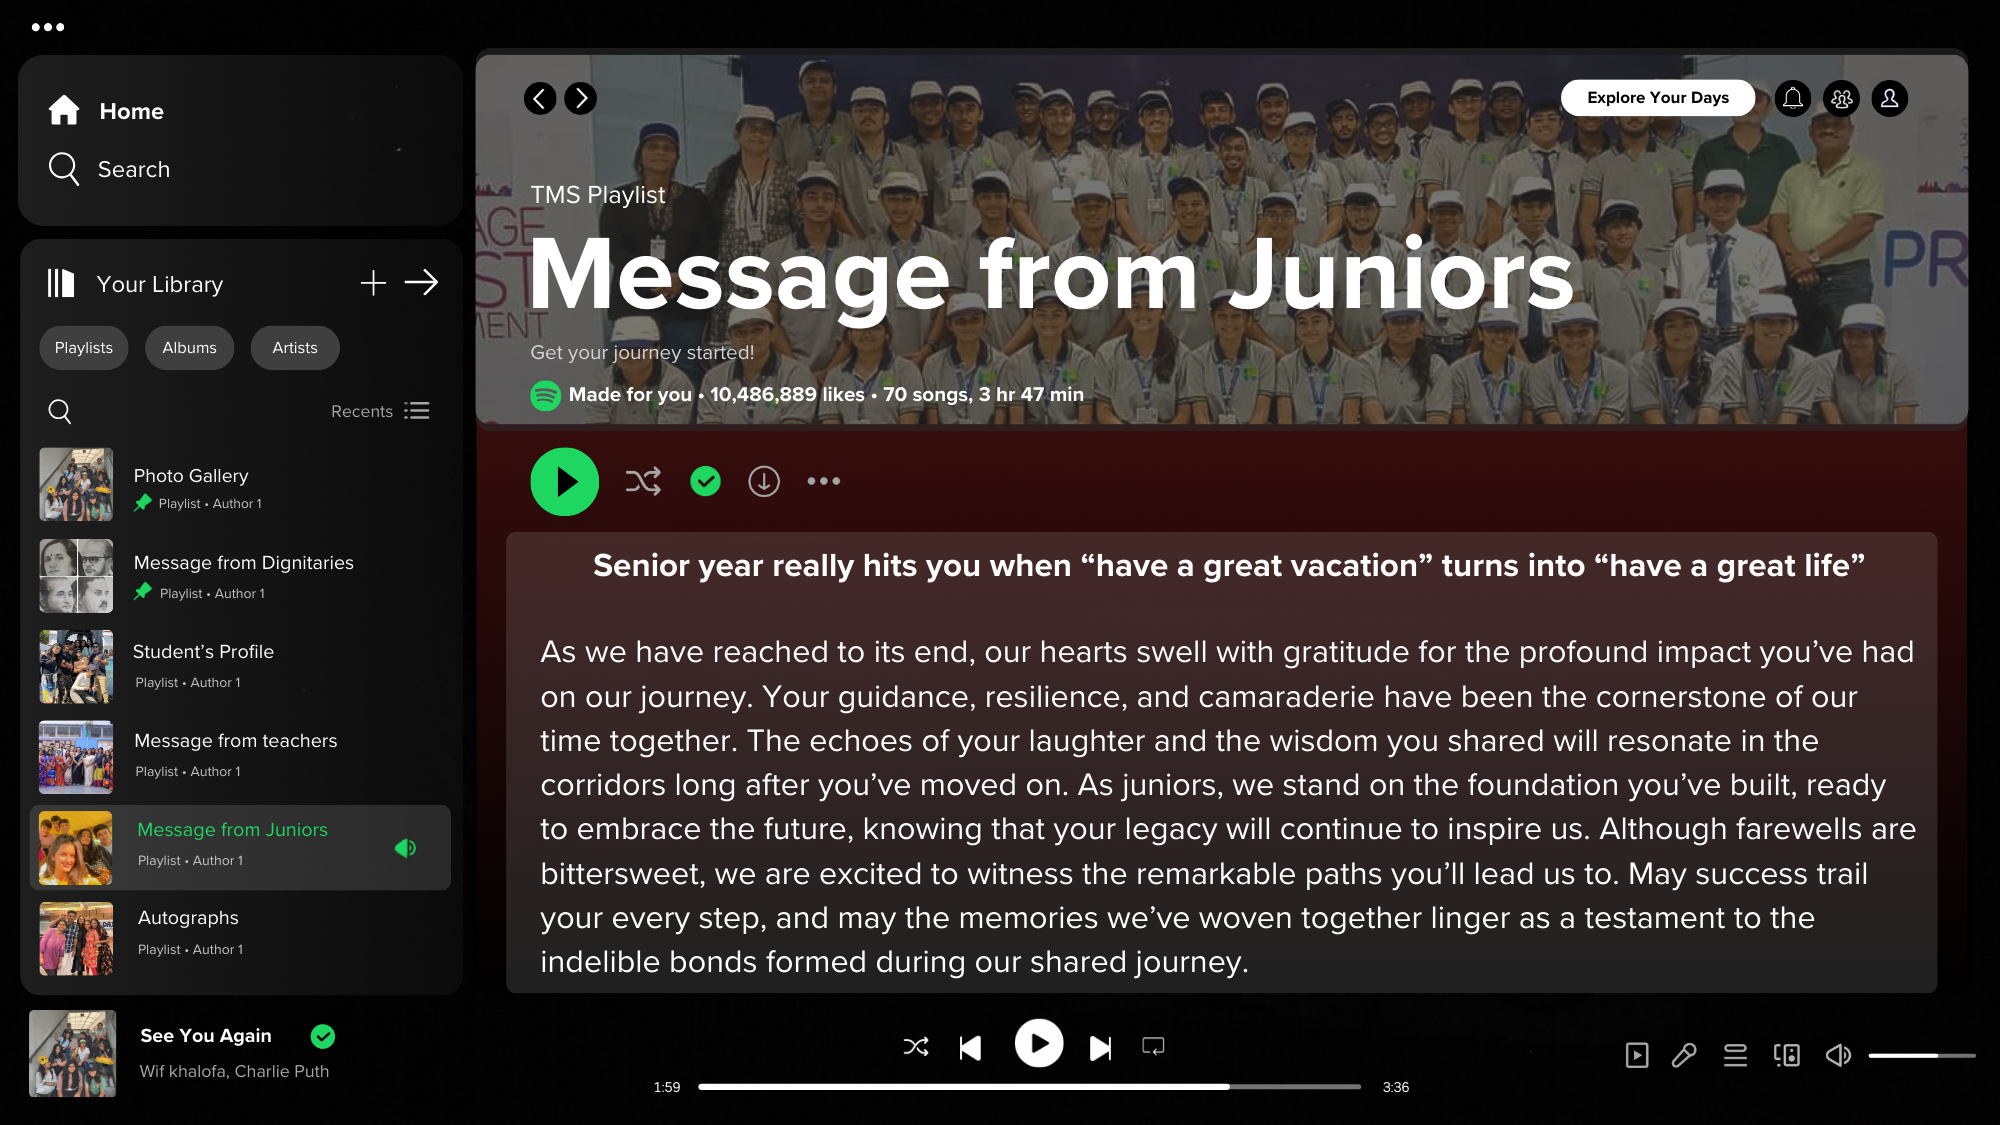 Home
Search
Your Library
Playlists
Albums
Artists
Recents
Photo Gallery
Playlist • Author 1
Message from Dignitaries
Playlist • Author 1
Student’s Profile
Playlist • Author 1
Message from teachers
Playlist • Author 1
Message from Juniors
Playlist • Author 1
Autographs
Playlist • Author 1
Explore Your Days
TMS Playlist
Message from Juniors
Get your journey started!
Made for you • 10,486,889 likes • 70 songs, 3 hr 47 min
AGE
ST
MENT
PR
Senior year really hits you when “have a great vacation” turns into “have a great life”
As we have reached to its end, our hearts swell with gratitude for the profound impact you’ve had
on our journey. Your guidance, resilience, and camaraderie have been the cornerstone of our
time together. The echoes of your laughter and the wisdom you shared will resonate in the
corridors long after you’ve moved on. As juniors, we stand on the foundation you’ve built, ready
to embrace the future, knowing that your legacy will continue to inspire us. Although farewells are
bittersweet, we are excited to witness the remarkable paths you’ll lead us to. May success trail
your every step, and may the memories we’ve woven together linger as a testament to the
indelible bonds formed during our shared journey.
See You Again
Wif khalofa, Charlie Puth
1:59
3:36